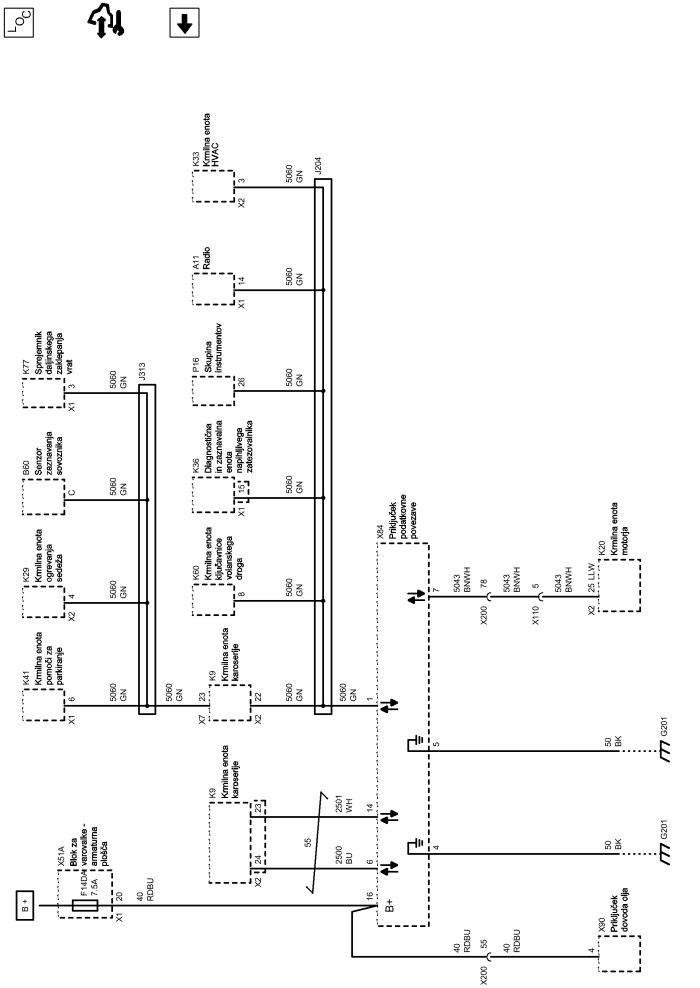 LOC
K33
Krmilna enota
HVAC
3
X2
5060
GN
J204
A11
Radio
14
X1
5060
GN
K77
Sprejemnik
daljinskega
zaklepanja
vrat
3
X1
5060
GN
J313
P16
Skupina
instrumentov
26
5060
GN
B60
Senzor
zaznavanja
sovoznika
C
5060
GN
K36
Diagnostična
in zaznavalna
enota
napihljivega
zatezovalnika
15
X1
5060
GN
K29
Krmilna enota
ogrevanja
sedeža
4
X2
5060
GN
K60
Krmilna enota
ključavnice
volanskega
droga
8
5060
GN
K41
Krmilna enota
pomoči za
parkiranje
6
X1
5060
GN
5060
GN
23
X7
K9
Krmilna enota
karoserije
22
X2
5060
GN
5060
GN
1
X84
Priključek
podatkovne
povezave
7
5043
BNWH
78
X200
5043
BNWH
5
X110
5043
BNWH
25 LLW
X2
K20
Krmilna enota
motorja
K9
Krmilna enota
karoserije
23
24
X2
55
2501
WH
14
2500
BU
6
5
50
BK
G201
4
50
BK
G201
B+
X51A
Blok za
varovalke -
armaturna
plošča
F14DA
7.5A
20
X1
40
RDBU
16
B+
40
RDBU
55
X200
40
RDBU
4
X90
Priključek
dovoda olja